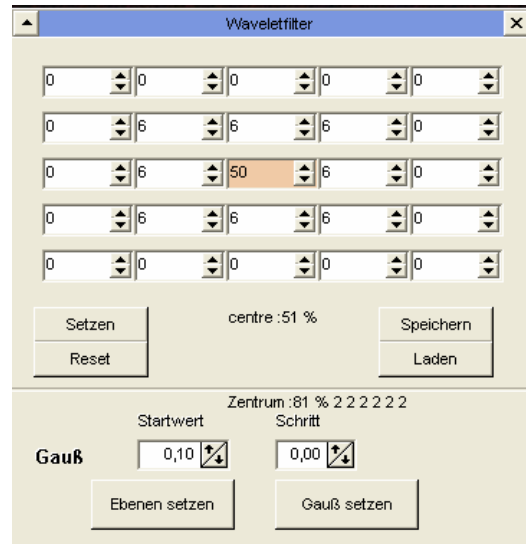 Waveletfilter
0 0 0 0 0
0 6 6 6 0
0 6 50 6 0
0 6 6 6 0
0 0 0 0 0
Setzen centre :51 % Speichern
Reset Laden
Zentrum :81 % 2 2 2 2 2 2
Startwert Schritt
Gauß 0,10 0,00
Ebenen setzen Gauß setzen